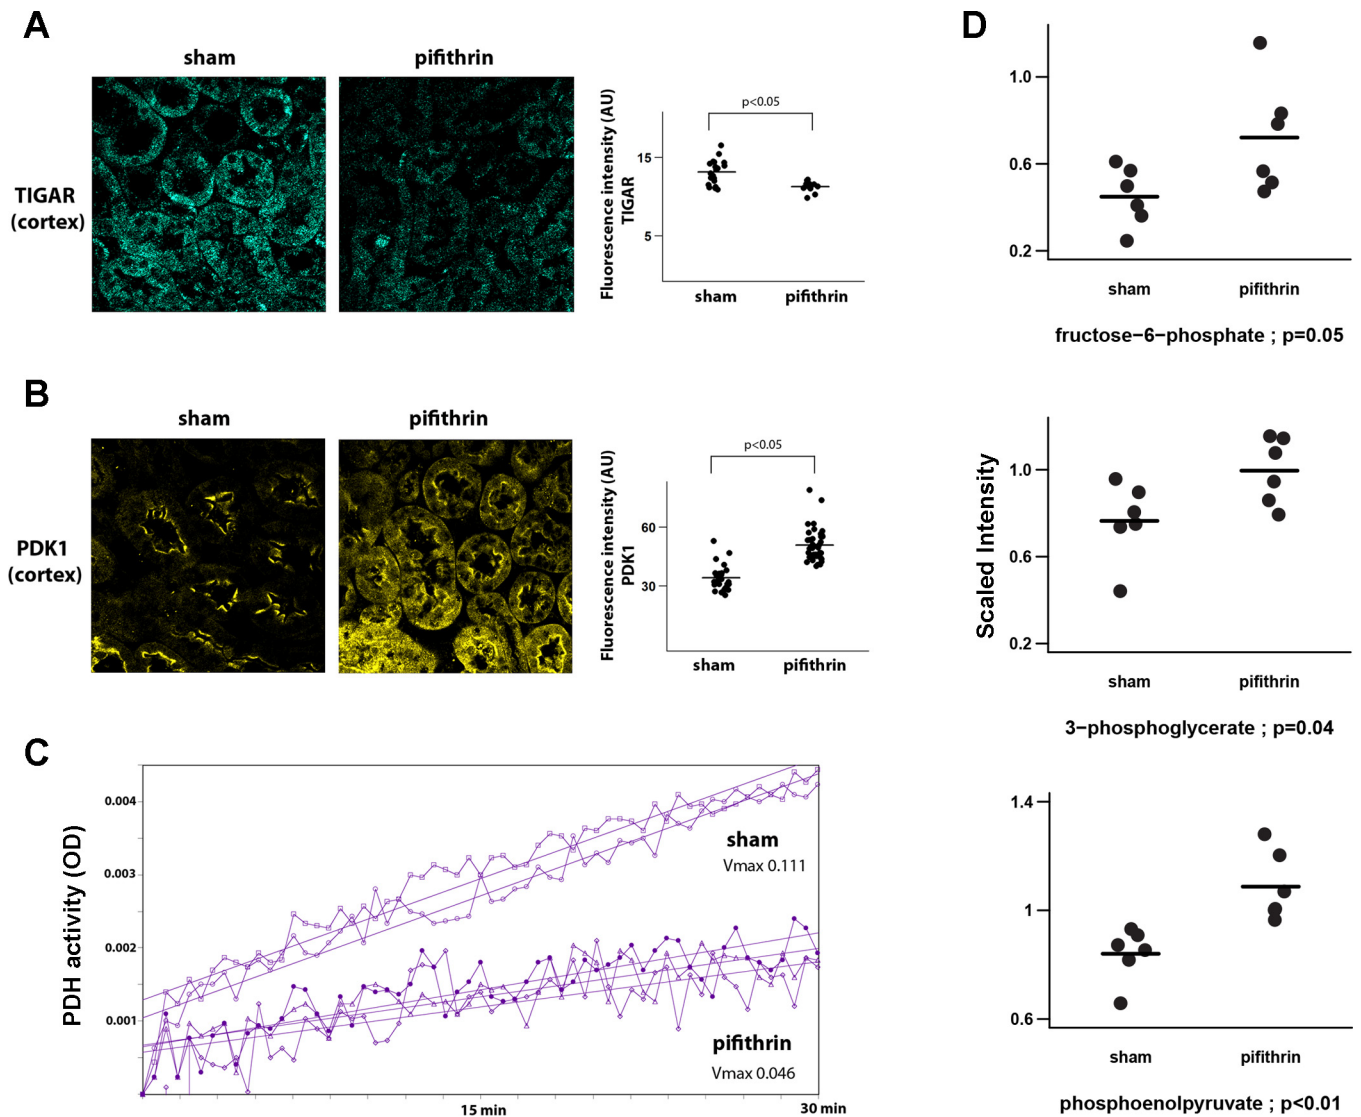 A
sham pifithrin
TIGAR
(cortex)
Fluorescence intensity (AU)
TIGAR
p<0.05
15
5
sham pifithrin
B
sham pifithrin
PDK1
(cortex)
Fluorescence intensity (AU)
PDK1
p<0.05
60
30
sham pifithrin
C
PDH activity (OD)
0.004
0.003
0.002
0.001
sham
Vmax 0.111
pifithrin
Vmax 0.046
15 min 30 min
D
Scaled Intensity
1.0
0.6
0.2
sham pifithrin
fructose−6−phosphate ; p=0.05
1.0
0.6
0.2
sham pifithrin
3−phosphoglycerate ; p=0.04
1.4
1
0.6
sham pifithrin
phosphoenolpyruvate ; p<0.01